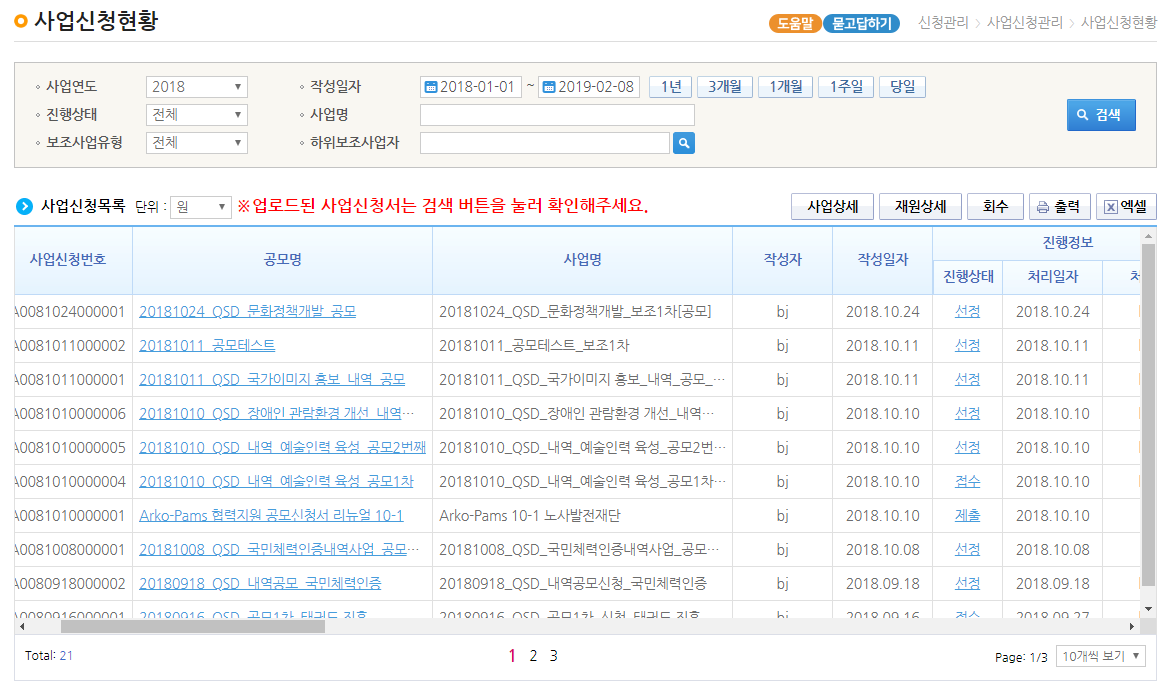 사업신청현황
도움말 묻고답하기 신청관리 > 사업신청관리 > 사업신청현황
사업연도 2018 작성일자 2018-01-01 ~ 2019-02-08 1년 3개월 1개월 1주일 당일
진행상태 전체 사업명
검색
보조사업유형 전체 하위보조사업자
사업신청목록 단위 : 원 ※업로드된 사업신청서는 검색 버튼을 눌러 확인해주세요. 사업상세 재원상세 회수 출력 엑셀
사업신청번호 공모명 사업명 작성자 작성일자 진행정보
진행상태 처리일자
A0081024000001 20181024_QSD_문화정책개발_공모 20181024_QSD_문화정책개발_보조1차[공모] bj 2018.10.24 선정 2018.10.24
A0081011000002 20181011_공모테스트 20181011_공모테스트_보조1차 bj 2018.10.11 선정 2018.10.11
A0081011000001 20181011_QSD_국가이미지 홍보_내역_공모 20181011_QSD_국가이미지 홍보_내역_공모_… bj 2018.10.11 선정 2018.10.11
A0081010000006 20181010_QSD_장애인 관람환경 개선_내역… 20181010_QSD_장애인 관람환경 개선_내역… bj 2018.10.10 선정 2018.10.10
A0081010000005 20181010_QSD_내역_예술인력 육성_공모2번째 20181010_QSD_내역_예술인력 육성_공모2번… bj 2018.10.10 선정 2018.10.10
A0081010000004 20181010_QSD_내역_예술인력 육성_공모1차 20181010_QSD_내역_예술인력 육성_공모1차… bj 2018.10.10 접수 2018.10.10
A0081010000001 Arko-Pams 협력지원 공모신청서 리뉴얼 10-1 Arko-Pams 10-1 노사발전재단 bj 2018.10.10 제출 2018.10.10
A0081008000001 20181008_QSD_국민체력인증내역사업_공모… 20181008_QSD_국민체력인증내역사업_공모… bj 2018.10.08 선정 2018.10.08
A0080918000002 20180918_QSD_내역공모_국민체력인증 20180918_QSD_내역공모신청_국민체력인증 bj 2018.09.18 선정 2018.09.18
A0080916000001 20180916_QSD_공모1차_태권도 진흥 20180916_QSD_공모1차_신청_태권도 진흥 bj 2018.09.16 접수 2018.09.27
Total: 21 1 2 3 Page: 1/3 10개씩 보기